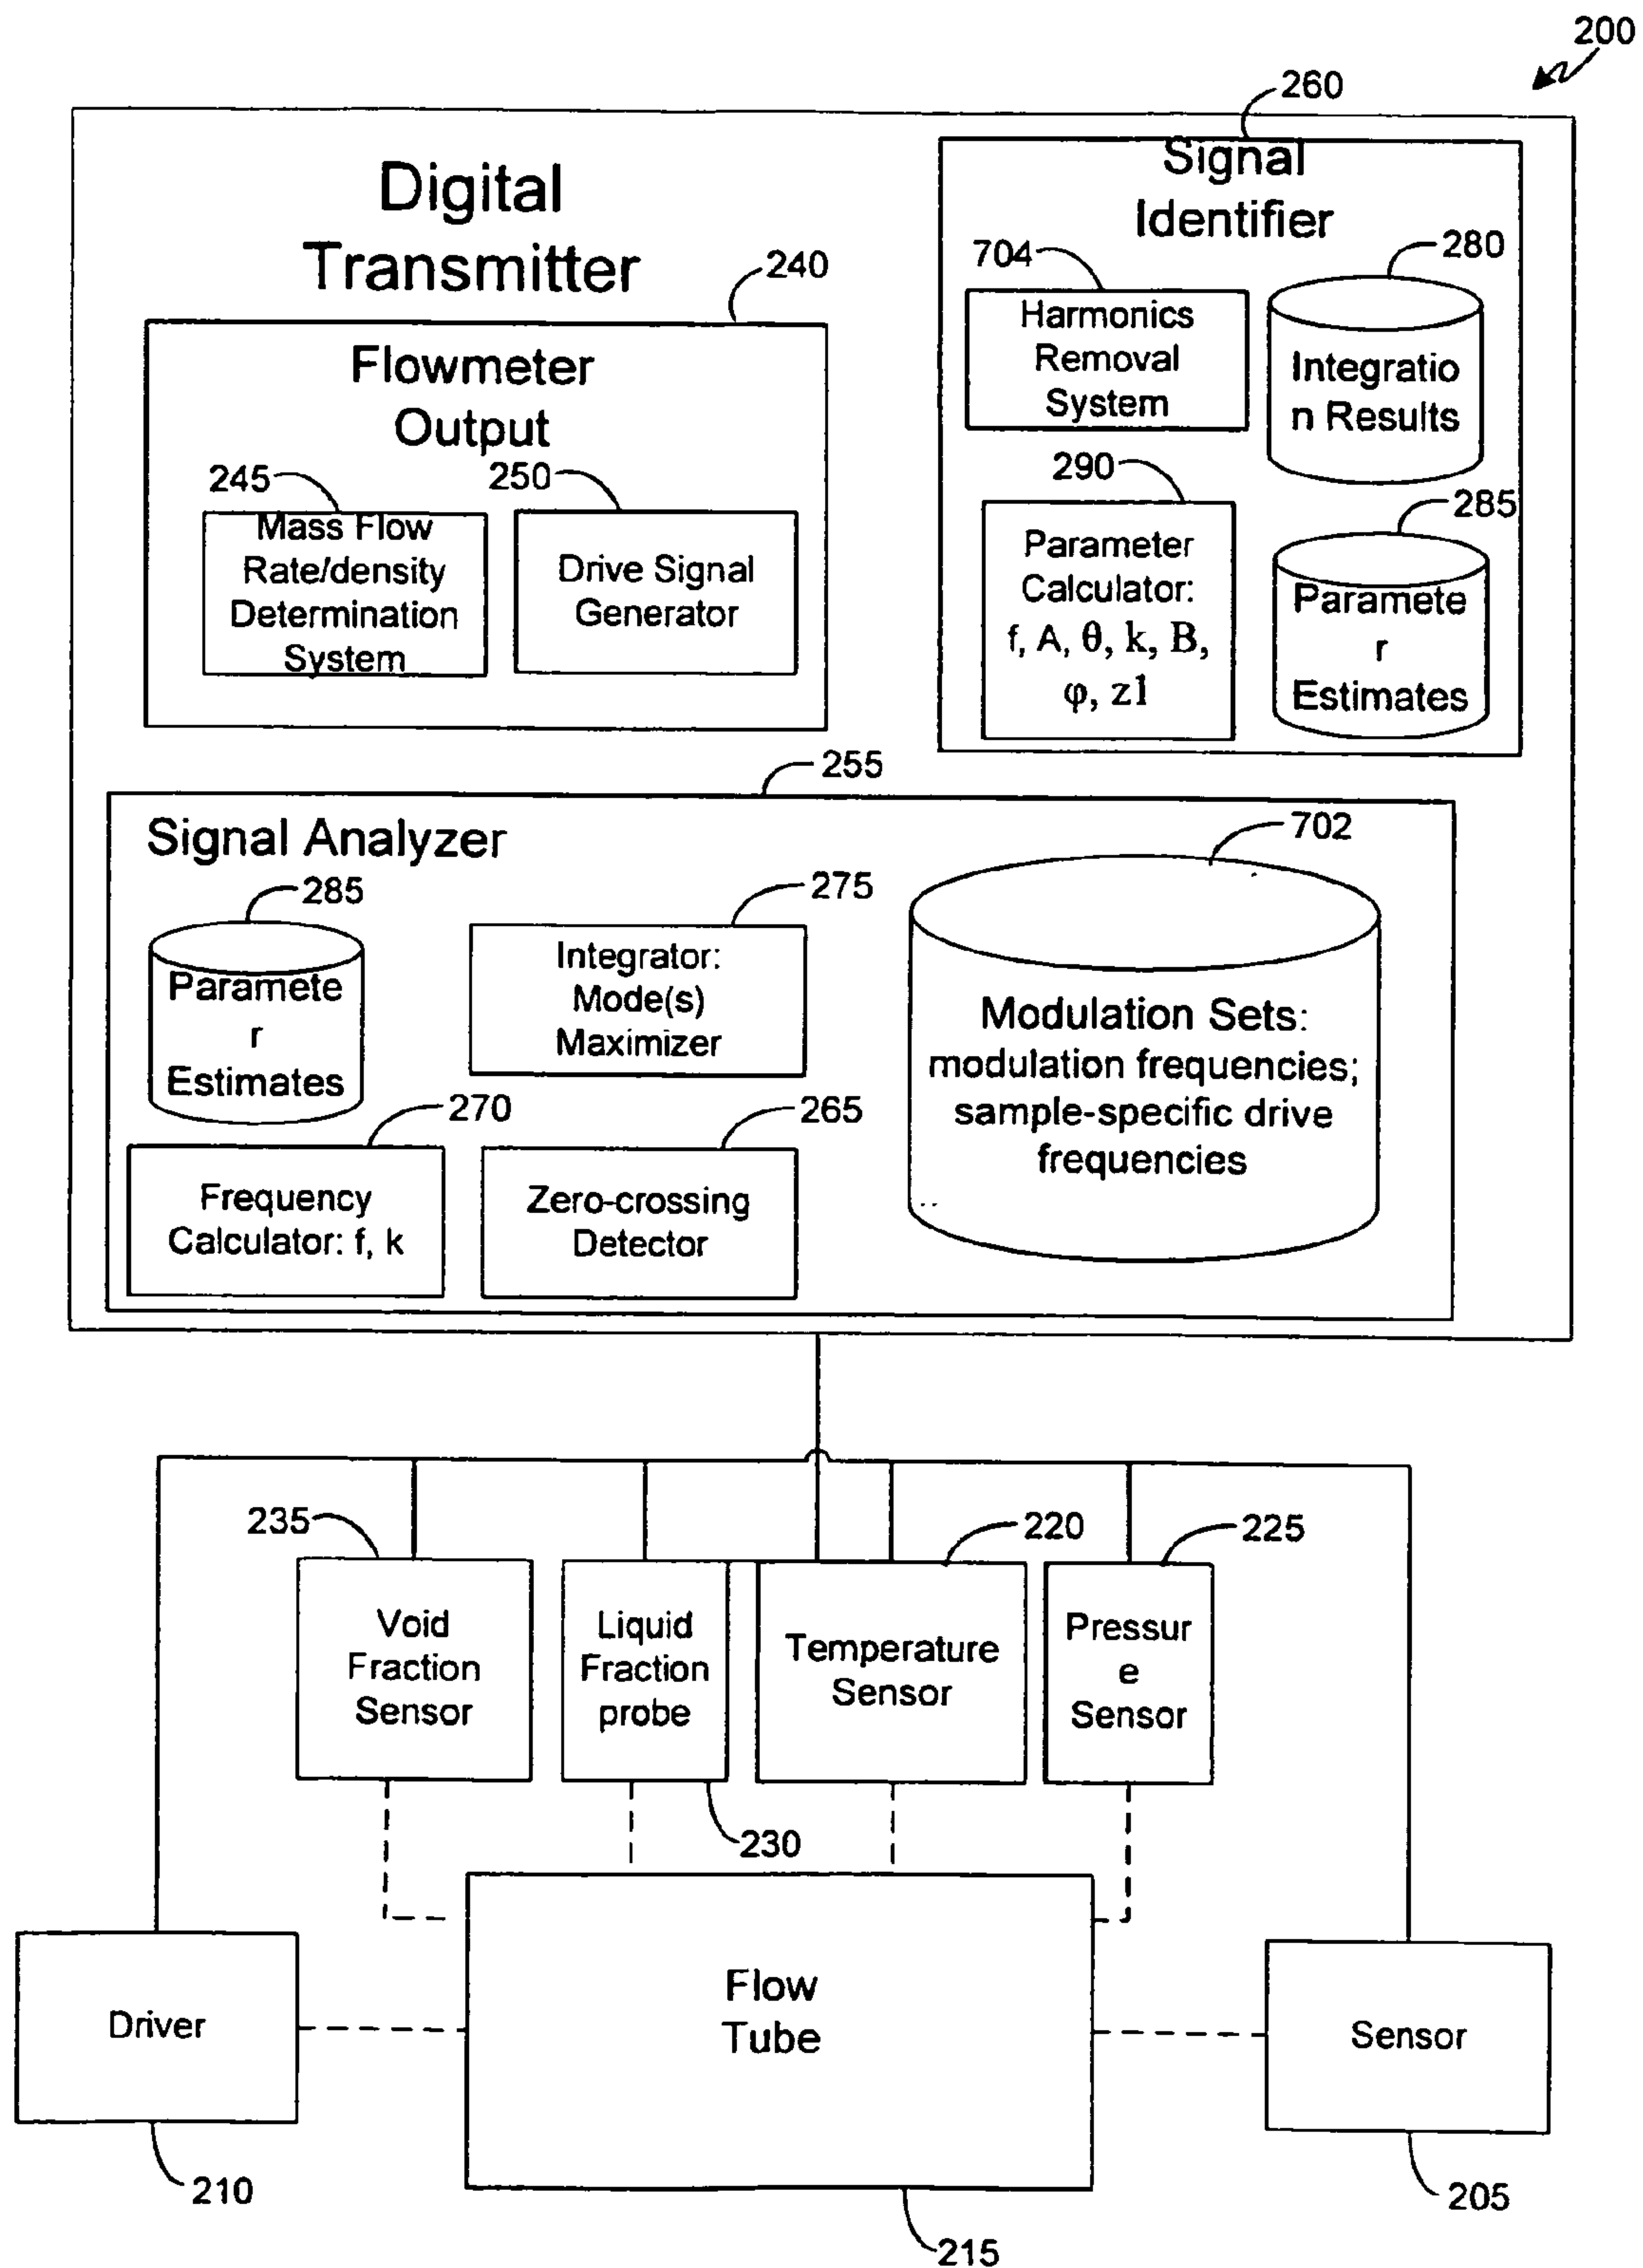 200
260
Digital
Transmitter
240
Flowmeter
Output
245
250
Mass Flow
Rate/density
Determination
System
Drive Signal
Generator
Signal
Identifier
704
280
Harmonics
Removal
System
Integratio
n Results
290
285
Parameter
Calculator:
f, A, θ, k, B,
φ, z1
Paramete
r
Estimates
255
Signal Analyzer
702
285
275
Paramete
r
Estimates
Integrator:
Mode(s)
Maximizer
Modulation Sets:
modulation frequencies;
sample-specific drive
frequencies
270
265
Frequency
Calculator: f, k
Zero-crossing
Detector
235
220
225
Void
Fraction
Sensor
Liquid
Fraction
probe
Temperature
Sensor
Pressur
e
Sensor
230
Driver
Flow
Tube
Sensor
210
215
205